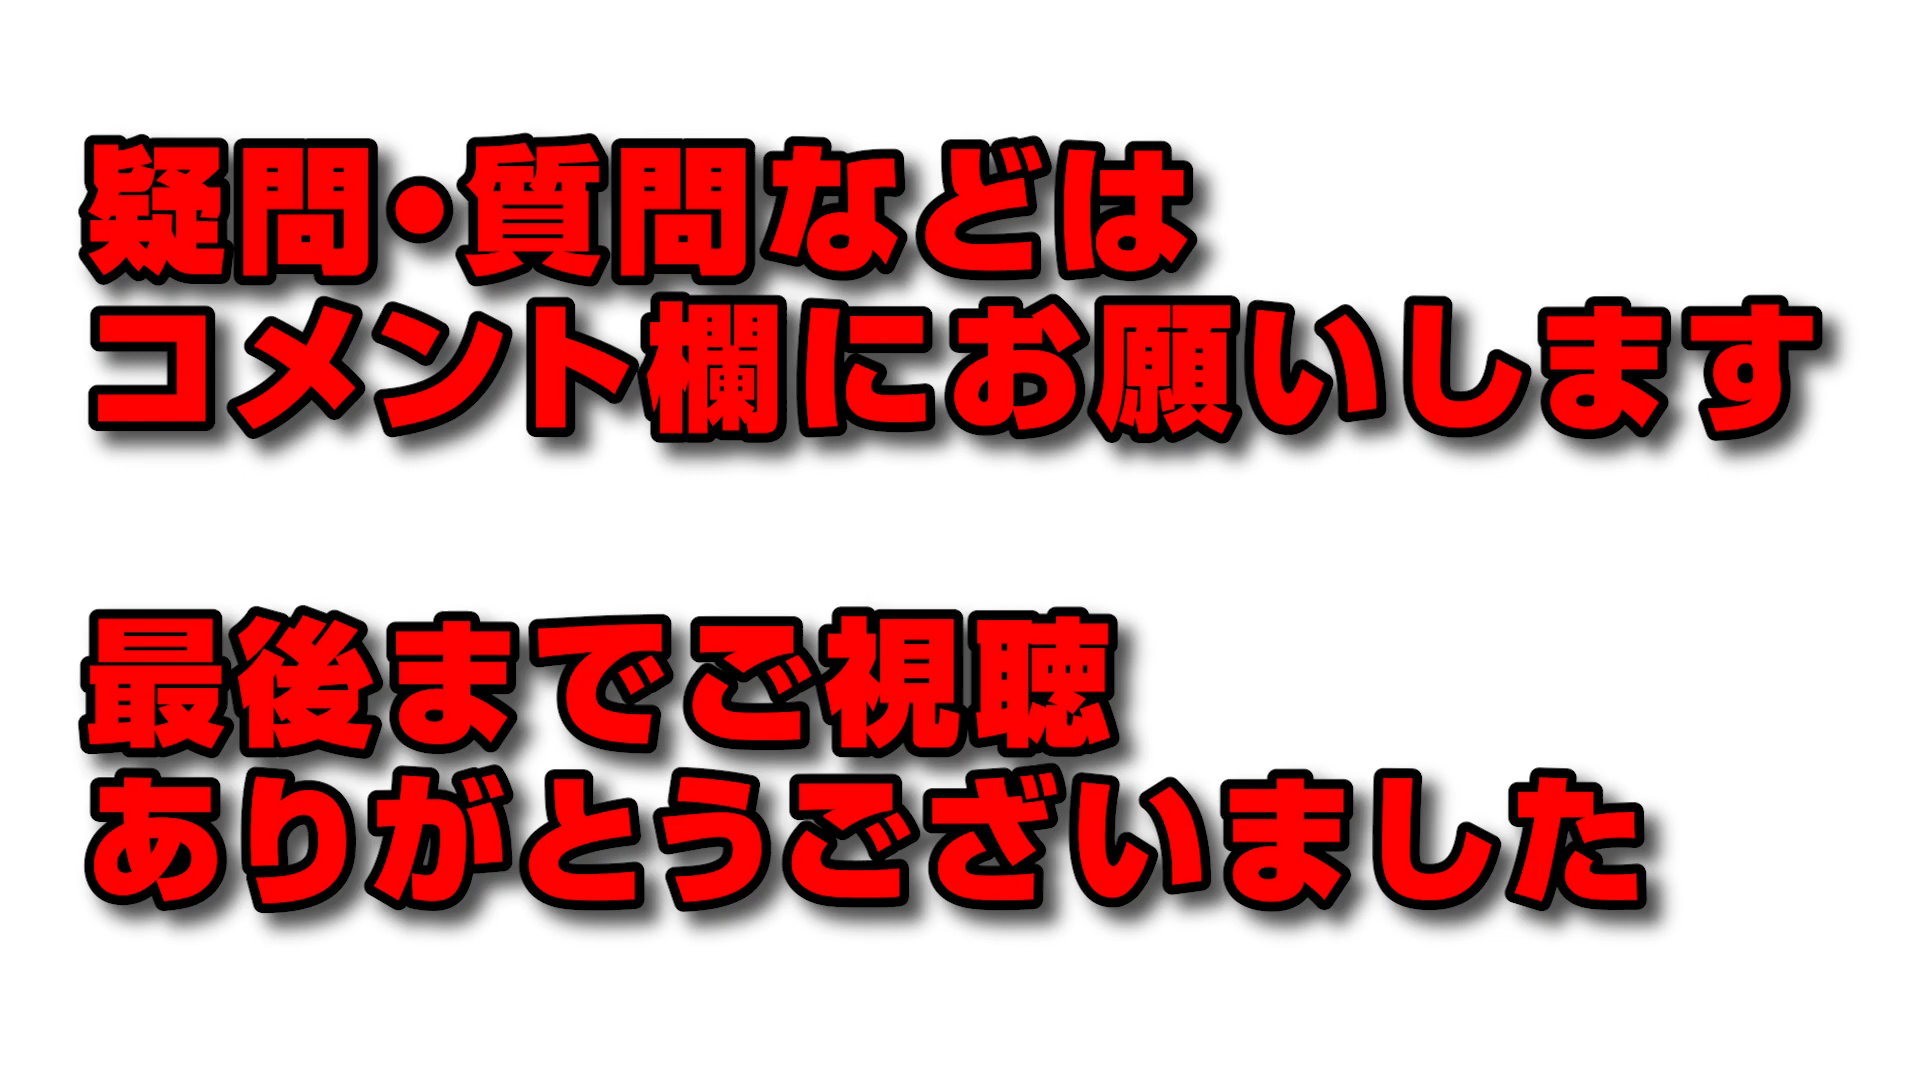 疑問・質問などは
コメント欄にお願いします
最後までご視聴
ありがとうございました